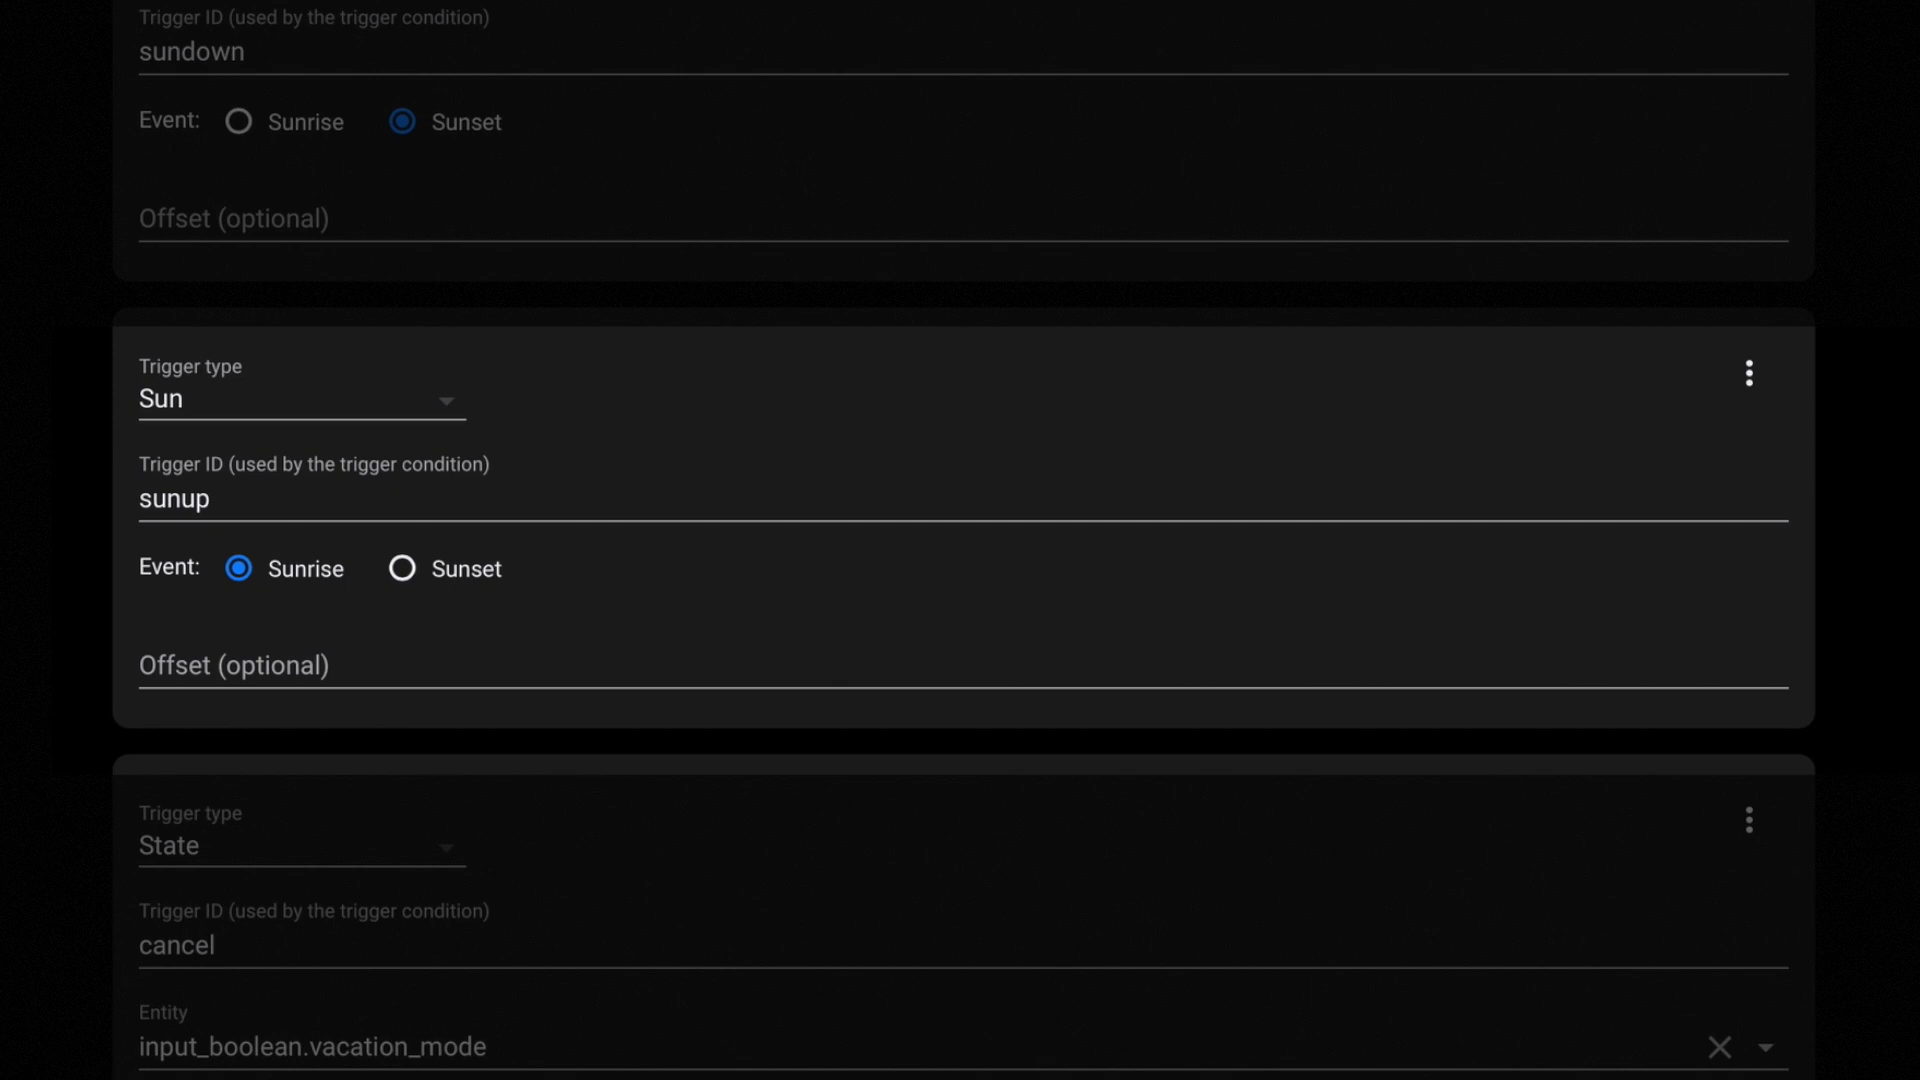 Trigger ID (used by the trigger condition)
sundown
Event: Sunrise Sunset
Offset (optional)
Trigger type
Sun
Trigger ID (used by the trigger condition)
sunup
Event: Sunrise Sunset
Offset (optional)
Trigger type
State
Trigger ID (used by the trigger condition)
cancel
Entity
input_boolean.vacation_mode